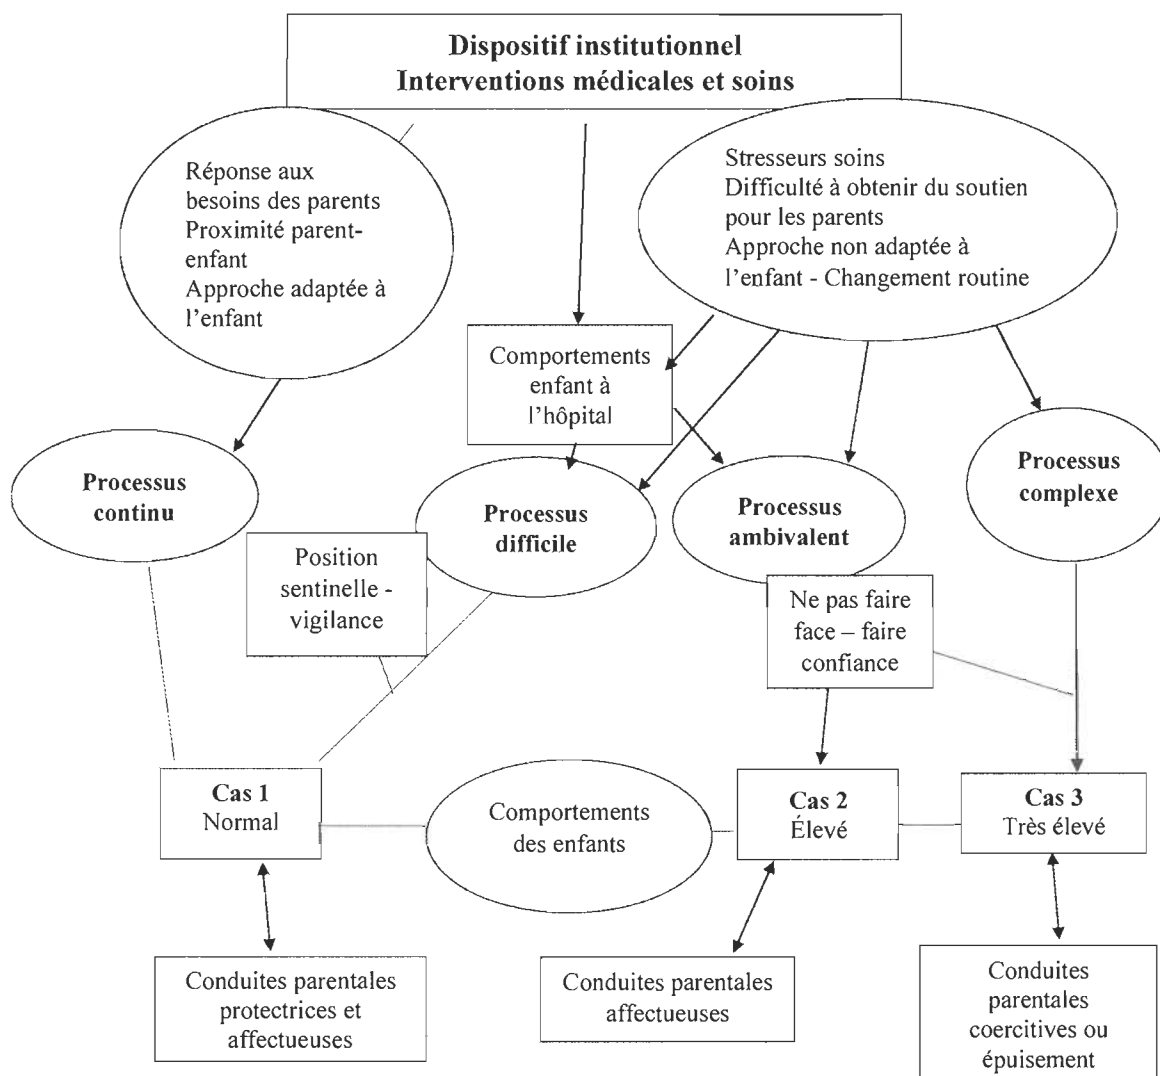 Dispositif institutionnel
Interventions médicales et soins
Réponse aux
besoins des parents
Proximité parent-
enfant
Approche adaptée à
l'enfant
Stresseurs soins
Difficulté à obtenir du soutien
pour les parents
Approche non adaptée à
l'enfant - Changement routine
Comportements
enfant à
l'hôpital
Processus
continu
Processus
difficile
Processus
ambivalent
Processus
complexe
Position
sentinelle -
vigilance
Ne pas faire
face – faire
confiance
Cas 1
Normal
Comportements
des enfants
Cas 2
Élevé
Cas 3
Très élevé
Conduites parentales
protectrices et
affectueuses
Conduites parentales
affectueuses
Conduites
parentales
coercitives ou
épuisement